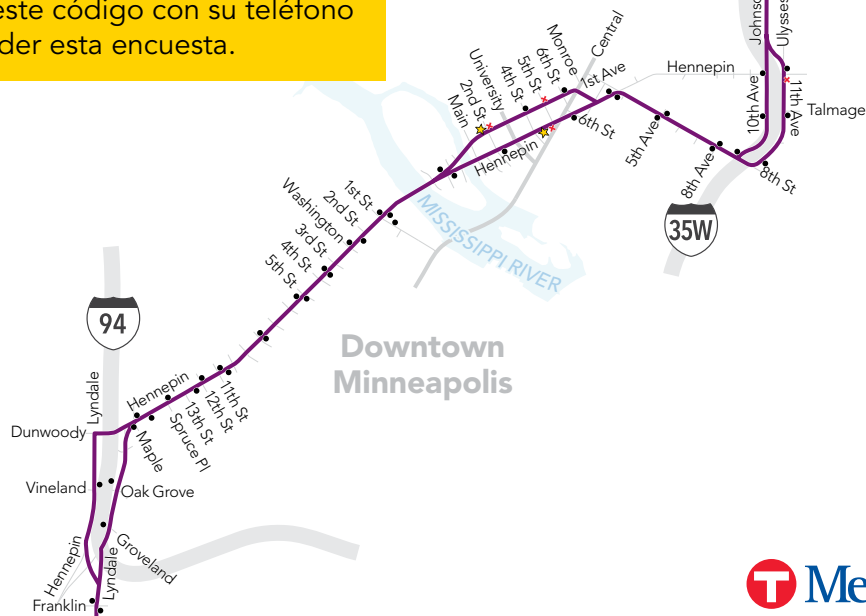 este código con su teléfono
der esta encuesta.
Johnso
Ulysses
Central
Monroe
6th St
5th St
4th St
University
2nd St
Main
1st Ave
Hennepin
10th Ave
11th Ave
Talmage
6th St
5th Ave
Hennepin
8th Ave
8th St
35W
MISSISSIPPI RIVER
1st St
2nd St
Washington
3rd St
4th St
5th St
94
Downtown
Minneapolis
Lyndale
Hennepin
11th St
12th St
13th St
Spruce Pl
Maple
Dunwoody
Vineland
Oak Grove
Groveland
Hennepin
Lyndale
Franklin
T Me